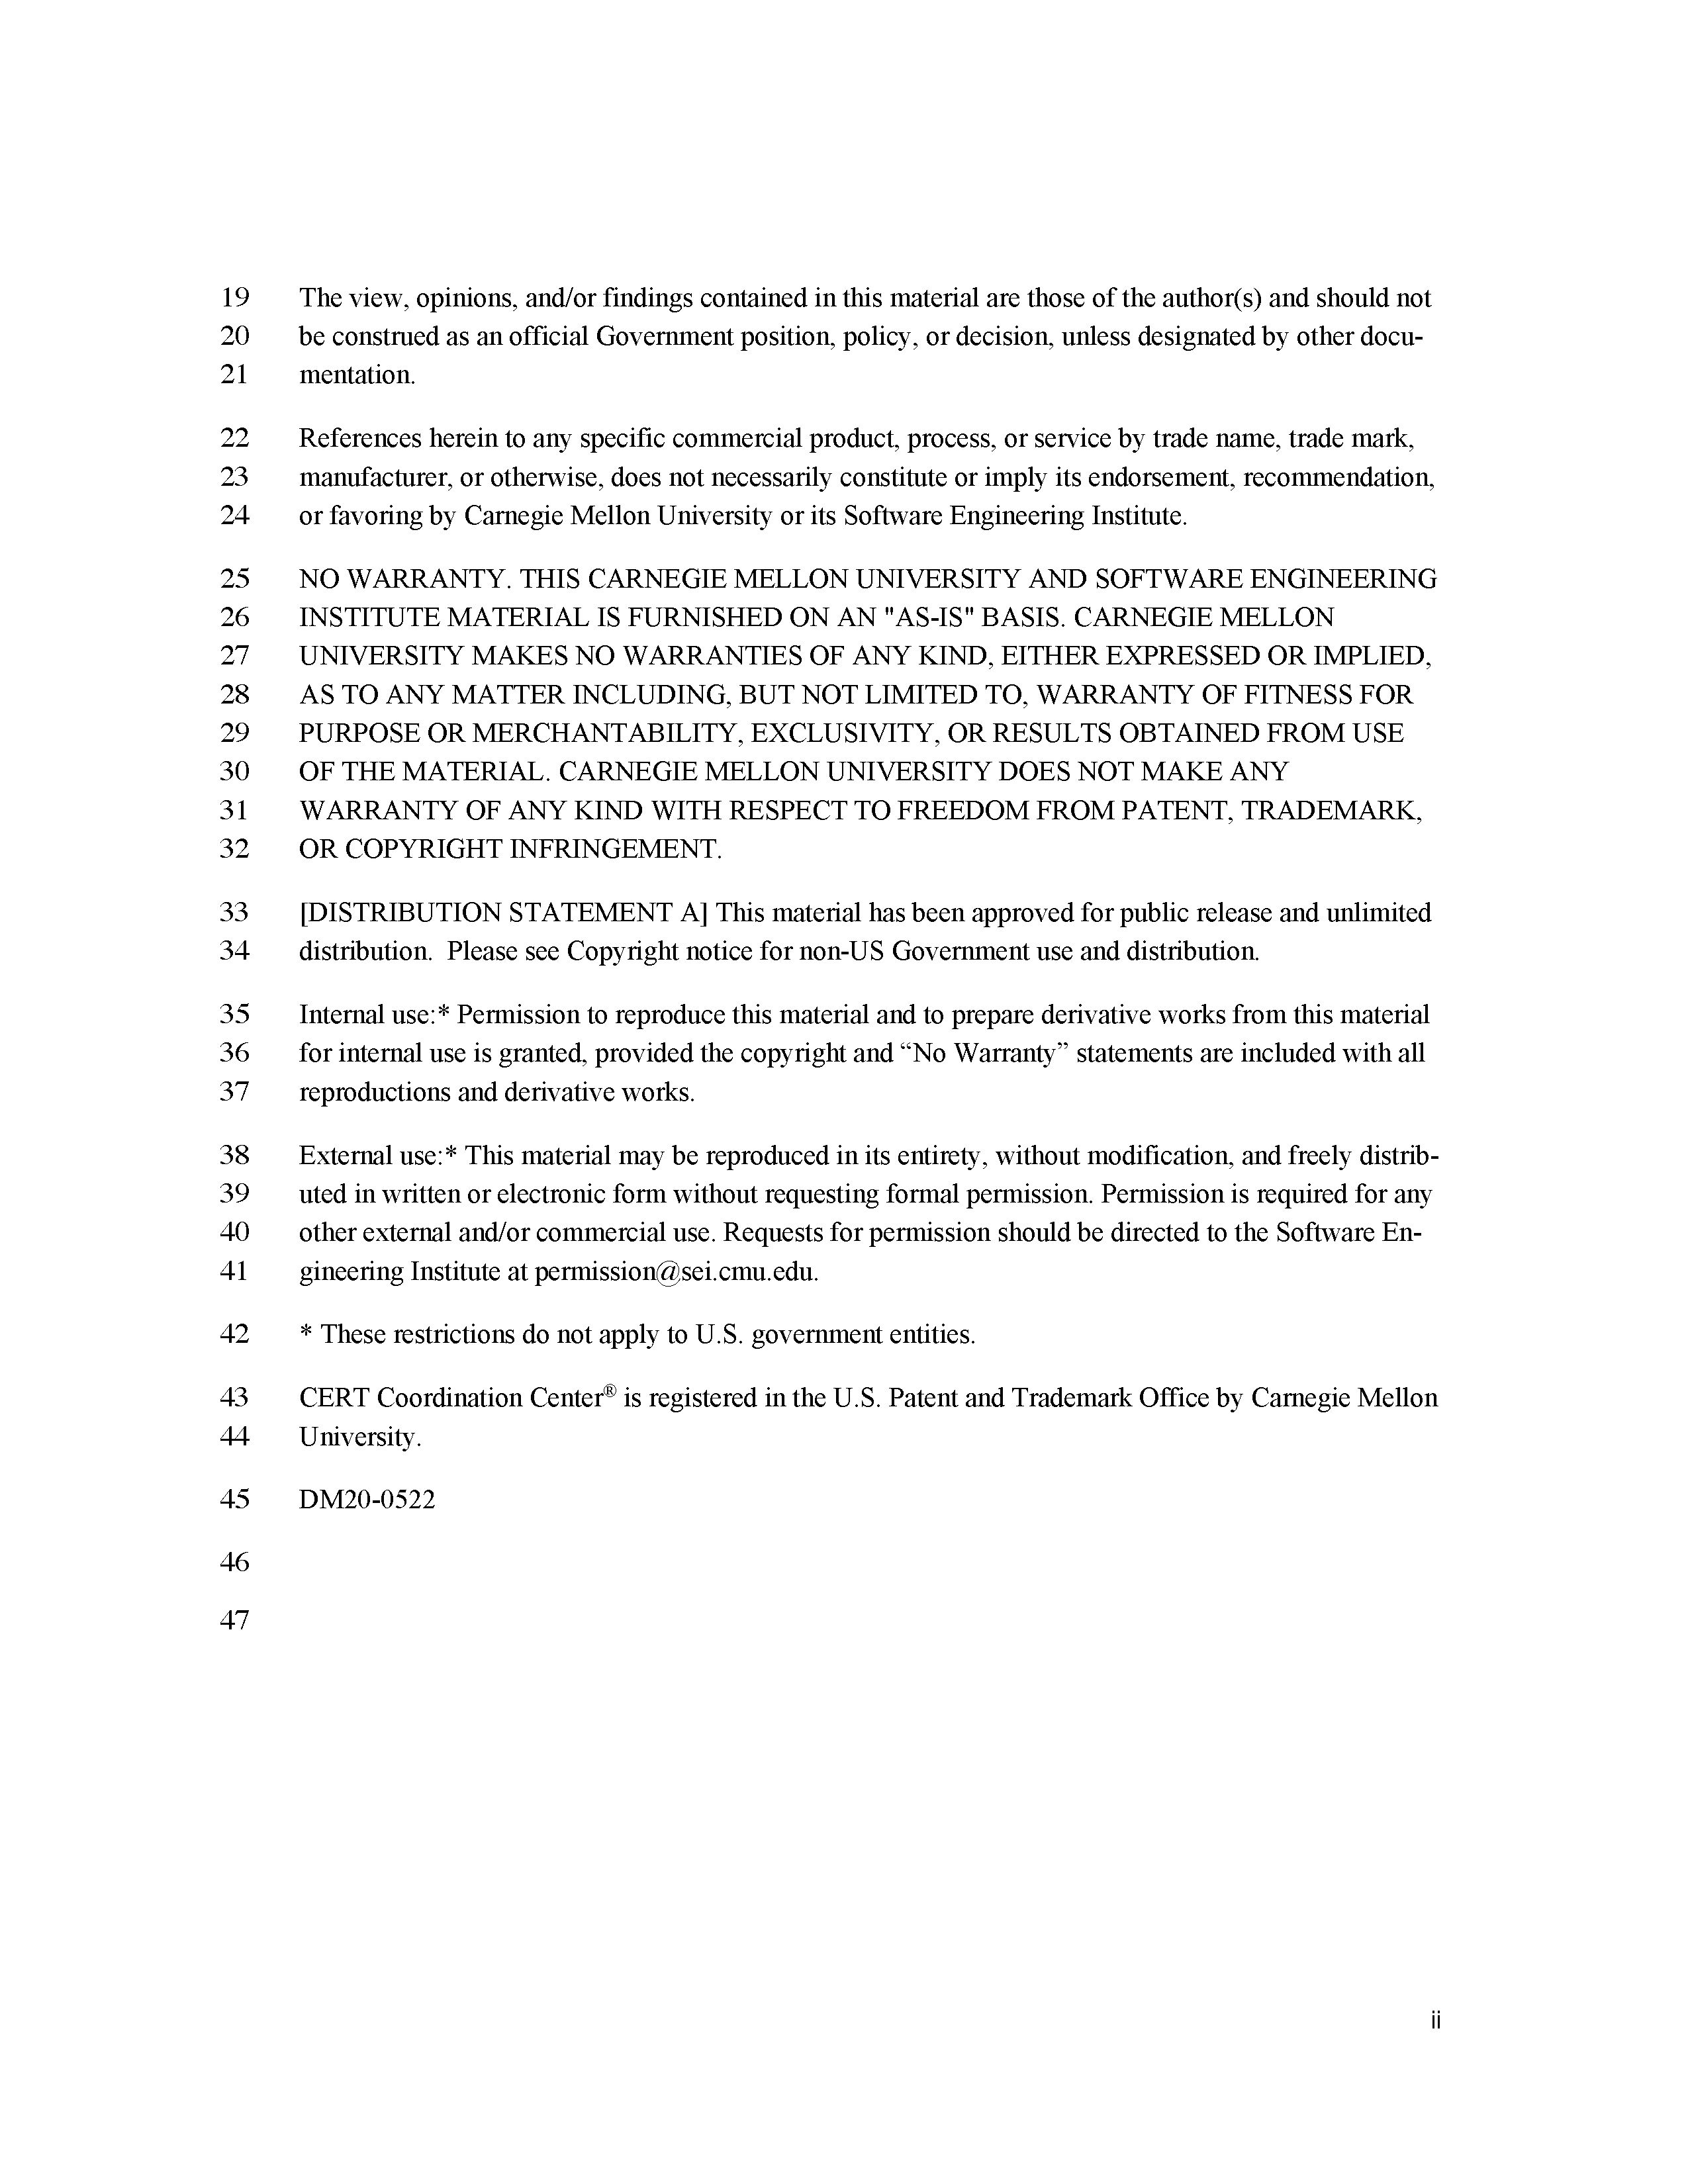 19 The view, opinions, and/or findings contained in this material are those of the author(s) and should not
20 be construed as an official Government position, policy, or decision, unless designated by other docu-
21 mentation.
22 References herein to any specific commercial product, process, or service by trade name, trade mark,
23 manufacturer, or otherwise, does not necessarily constitute or imply its endorsement, recommendation,
24 or favoring by Carnegie Mellon University or its Software Engineering Institute.
25 NO WARRANTY. THIS CARNEGIE MELLON UNIVERSITY AND SOFTWARE ENGINEERING
26 INSTITUTE MATERIAL IS FURNISHED ON AN "AS-IS" BASIS. CARNEGIE MELLON
27 UNIVERSITY MAKES NO WARRANTIES OF ANY KIND, EITHER EXPRESSED OR IMPLIED,
28 AS TO ANY MATTER INCLUDING, BUT NOT LIMITED TO, WARRANTY OF FITNESS FOR
29 PURPOSE OR MERCHANTABILITY, EXCLUSIVITY, OR RESULTS OBTAINED FROM USE
30 OF THE MATERIAL. CARNEGIE MELLON UNIVERSITY DOES NOT MAKE ANY
31 WARRANTY OF ANY KIND WITH RESPECT TO FREEDOM FROM PATENT, TRADEMARK,
32 OR COPYRIGHT INFRINGEMENT.
33 [DISTRIBUTION STATEMENT A] This material has been approved for public release and unlimited
34 distribution.  Please see Copyright notice for non-US Government use and distribution.
35 Internal use:* Permission to reproduce this material and to prepare derivative works from this material
36 for internal use is granted, provided the copyright and “No Warranty” statements are included with all
37 reproductions and derivative works.
38 External use:* This material may be reproduced in its entirety, without modification, and freely distrib-
39 uted in written or electronic form without requesting formal permission. Permission is required for any
40 other external and/or commercial use. Requests for permission should be directed to the Software En-
41 gineering Institute at permission@sei.cmu.edu.
42 * These restrictions do not apply to U.S. government entities.
43 CERT Coordination Center® is registered in the U.S. Patent and Trademark Office by Carnegie Mellon
44 University.
45 DM20-0522
46
47
ii